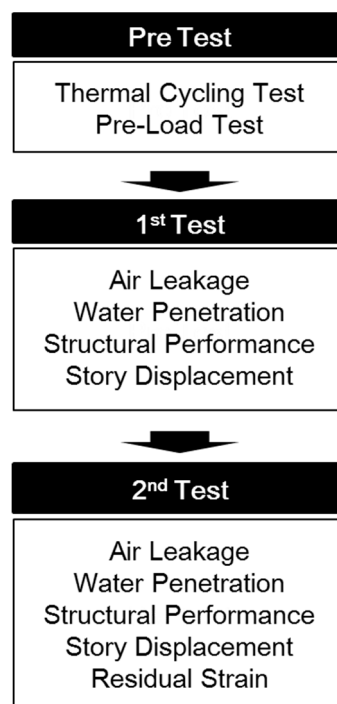 Pre Test
Thermal Cycling Test
Pre-Load Test
1st Test
Air Leakage
Water Penetration
Structural Performance
Story Displacement
2nd Test
Air Leakage
Water Penetration
Structural Performance
Story Displacement
Residual Strain